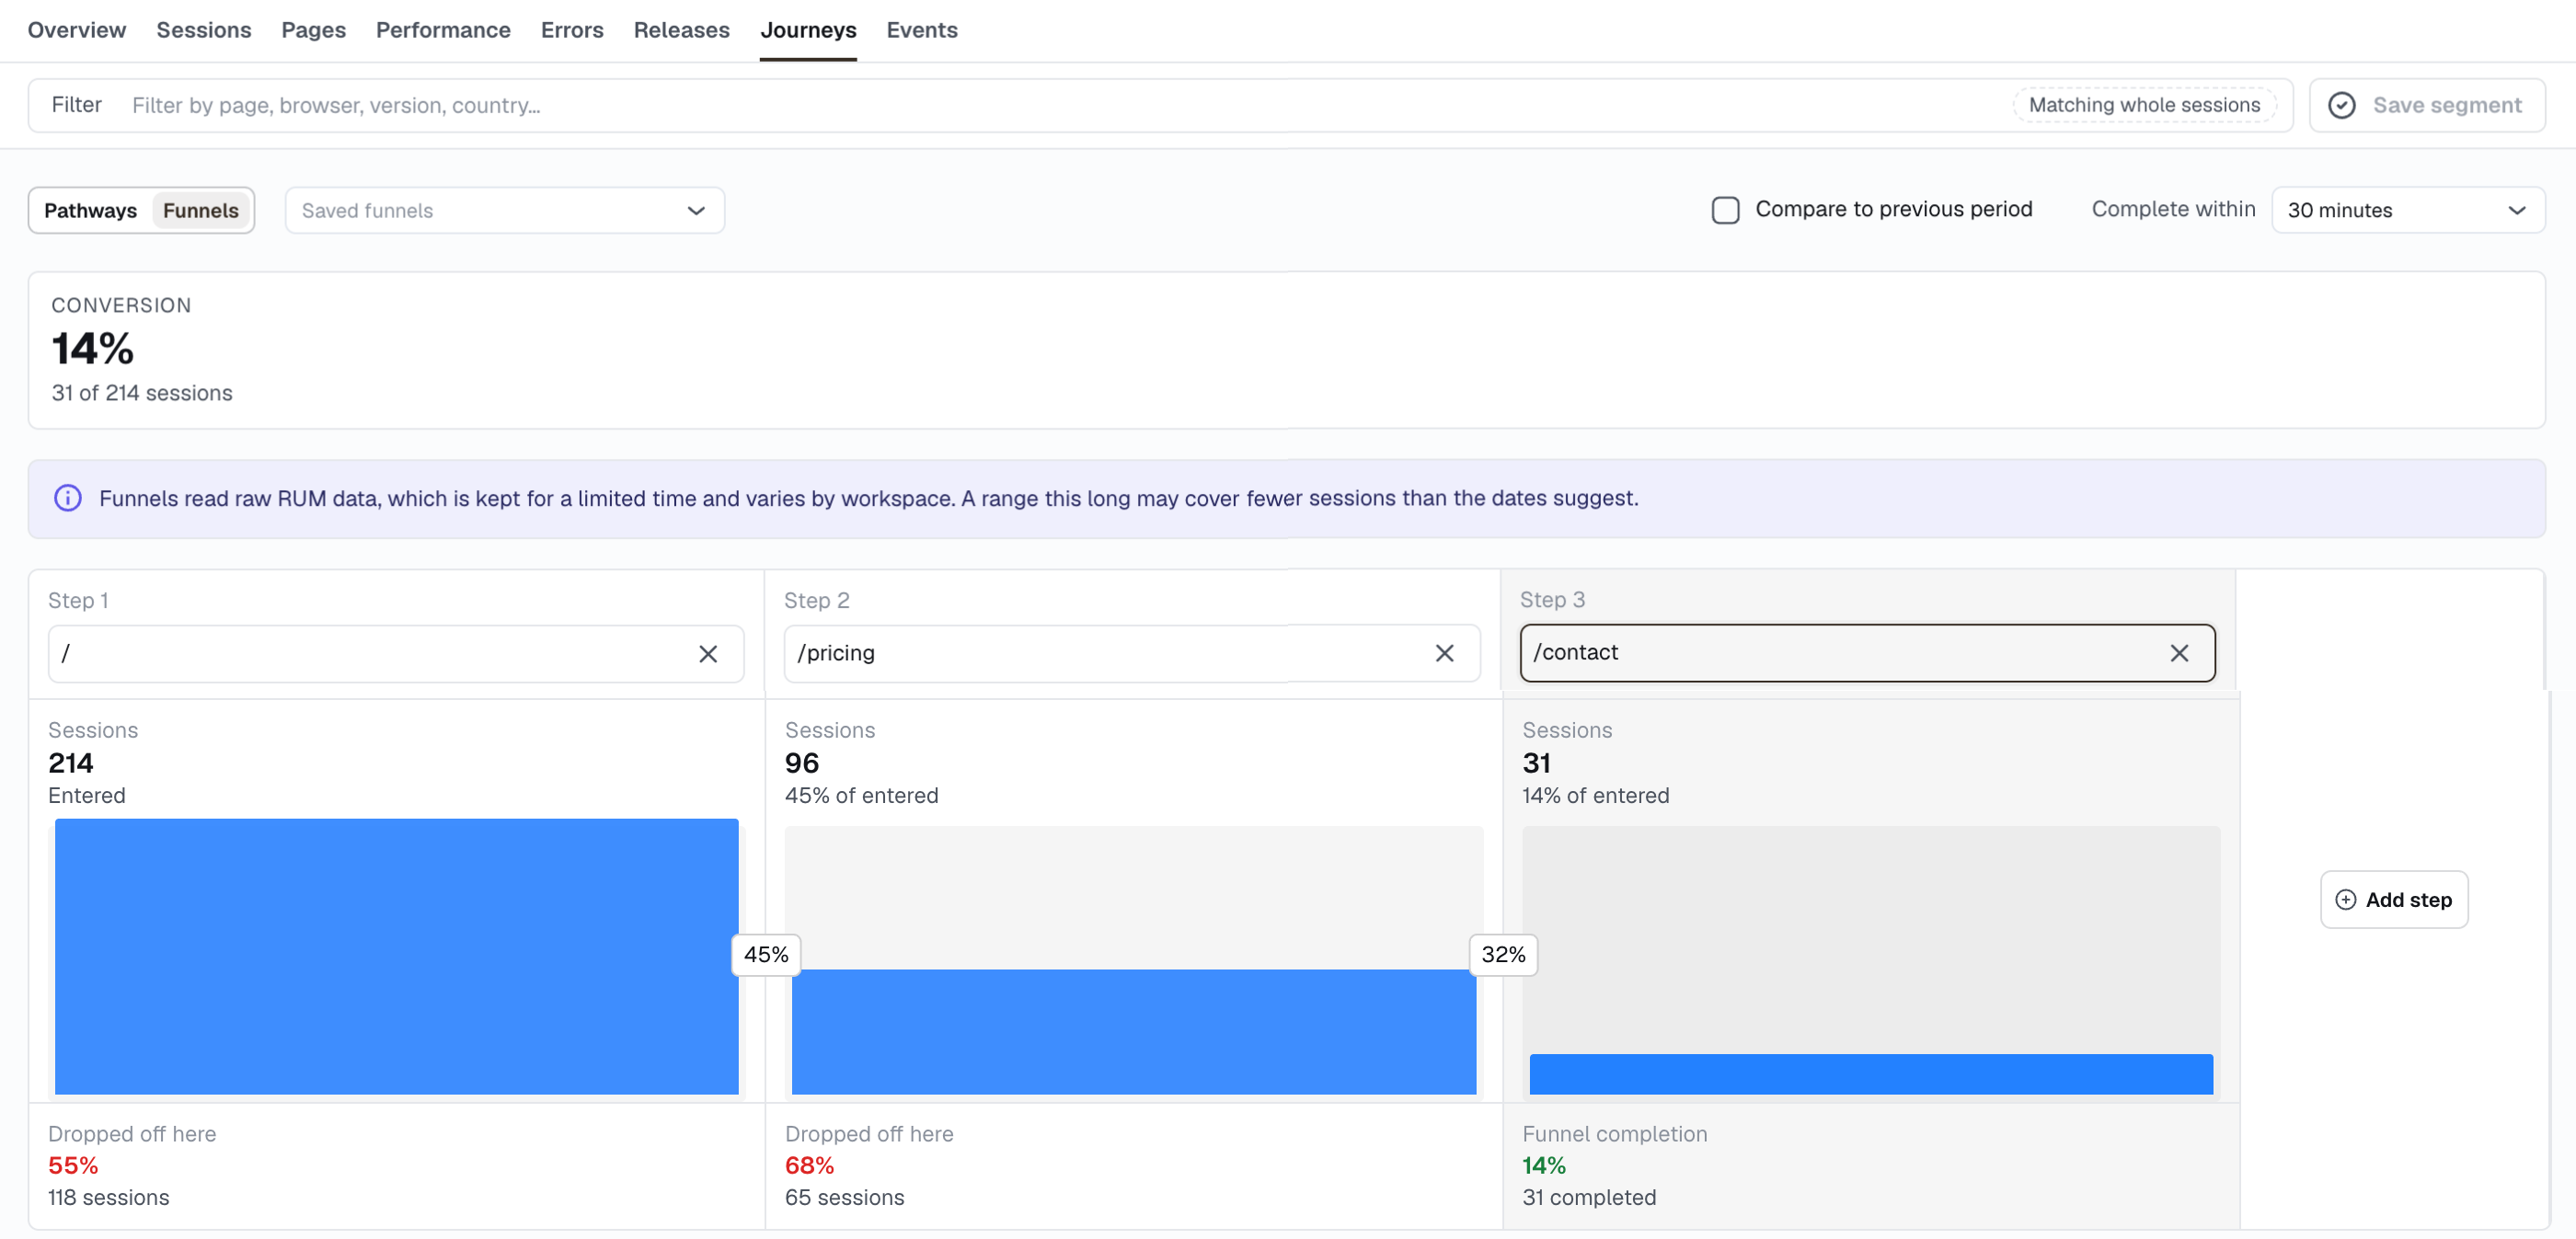 Overview Sessions Pages Performance Errors Releases Journeys Events
Filter Filter by page, browser, version, country... Matching whole sessions Save segment
Pathways Funnels Saved funnels Compare to previous period Complete within 30 minutes
CONVERSION
14%
31 of 214 sessions
Funnels read raw RUM data, which is kept for a limited time and varies by workspace. A range this long may cover fewer sessions than the dates suggest.
Step 1
/
Step 2
/pricing
Step 3
/contact
Sessions
214
Entered
Sessions
96
45% of entered
Sessions
31
14% of entered
45%
32%
Add step
Dropped off here
55%
118 sessions
Dropped off here
68%
65 sessions
Funnel completion
14%
31 completed